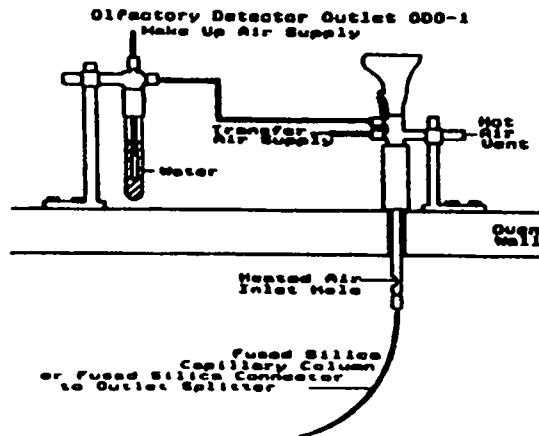 Olfactory Detector Outlet ODO-1
Make Up Air Supply
Transfer
Air Supply
Hot
Air
Vent
Water
Oven
Wall
Heated Air
Inlet Hole
Fused Silica
Capillary Column
or Fused Silica Connector
to Outlet Splitter